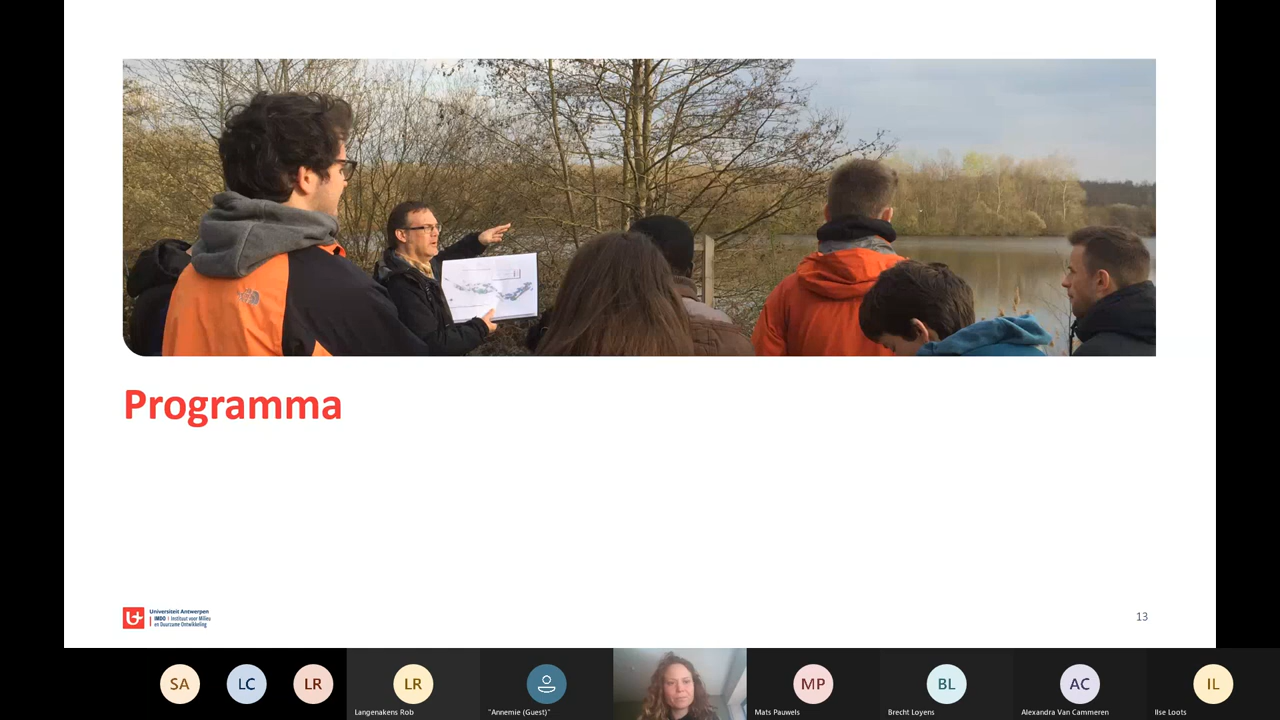 Programma
Universiteit Antwerpen
IMDO | Instituut voor Milieu
en Duurzame Ontwikkeling
13
SA
LC
LR
LR
MP
BL
AC
IL
Langenakens Rob
"Annemie (Guest)"
Mats Pauwels
Brecht Loyens
Alexandra Van Cammeren
Ilse Loots